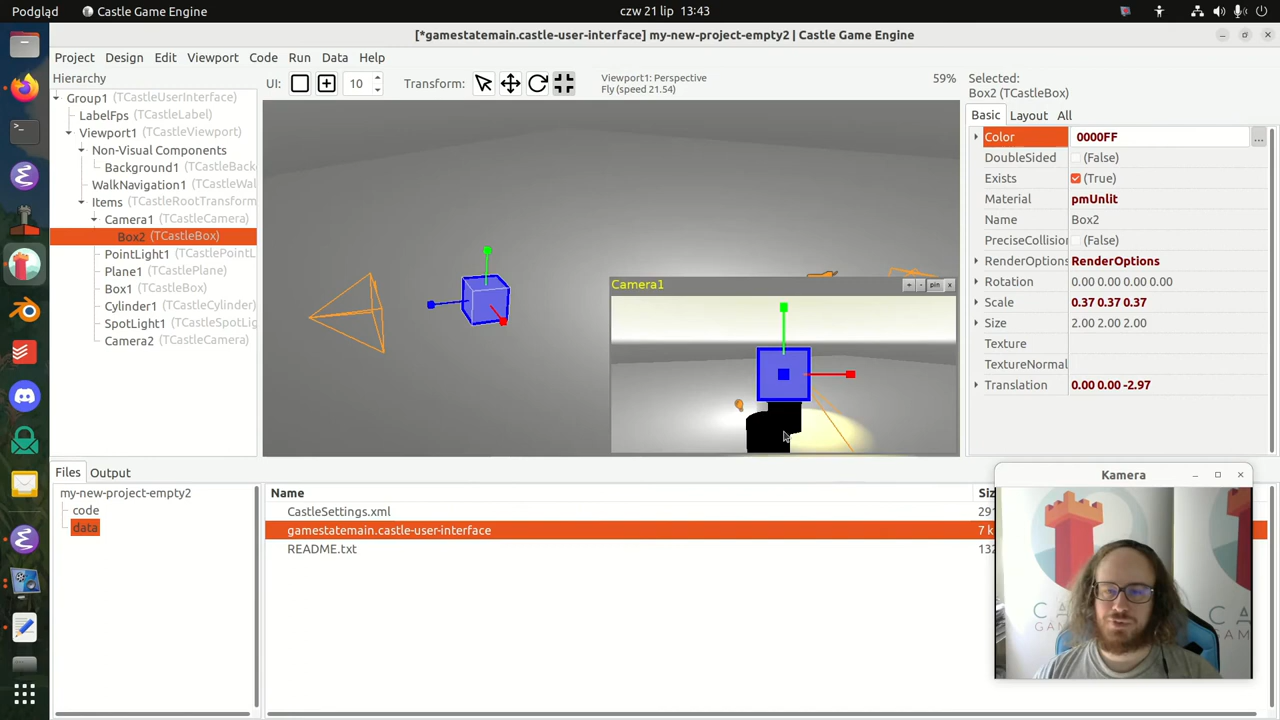 Podgląd
Castle Game Engine
czw 21 lip 13:43
[*gamestatemain.castle-user-interface] my-new-project-empty2 | Castle Game Engine
Project Design Edit Viewport Code Run Data Help
Hierarchy
Group1 (TCastleUserInterface)
LabelFps (TCastleLabel)
Viewport1 (TCastleViewport)
Non-Visual Components
Background1 (TCastleBack
WalkNavigation1 (TCastleWal
Items (TCastleRootTransform
Camera1 (TCastleCamera)
Box2 (TCastleBox)
PointLight1 (TCastlePointL
Plane1 (TCastlePlane)
Box1 (TCastleBox)
Cylinder1 (TCastleCylinder)
SpotLight1 (TCastleSpotLig
Camera2 (TCastleCamera)
UI: 10 Transform:
Viewport1: Perspective
Fly (speed 21.54)
59%
Camera1
pin x
Selected:
Box2 (TCastleBox)
Basic Layout All
Color 0000FF ...
DoubleSided (False)
Exists (True)
Material pmUnlit
Name Box2
PreciseCollision (False)
RenderOptions RenderOptions
Rotation 0.00 0.00 0.00 0.00
Scale 0.37 0.37 0.37
Size 2.00 2.00 2.00
Texture
TextureNormal
Translation 0.00 0.00 -2.97
Files Output
my-new-project-empty2
code
data
Name Siz
CastleSettings.xml 291
gamestatemain.castle-user-interface 7 k
README.txt 132
Kamera